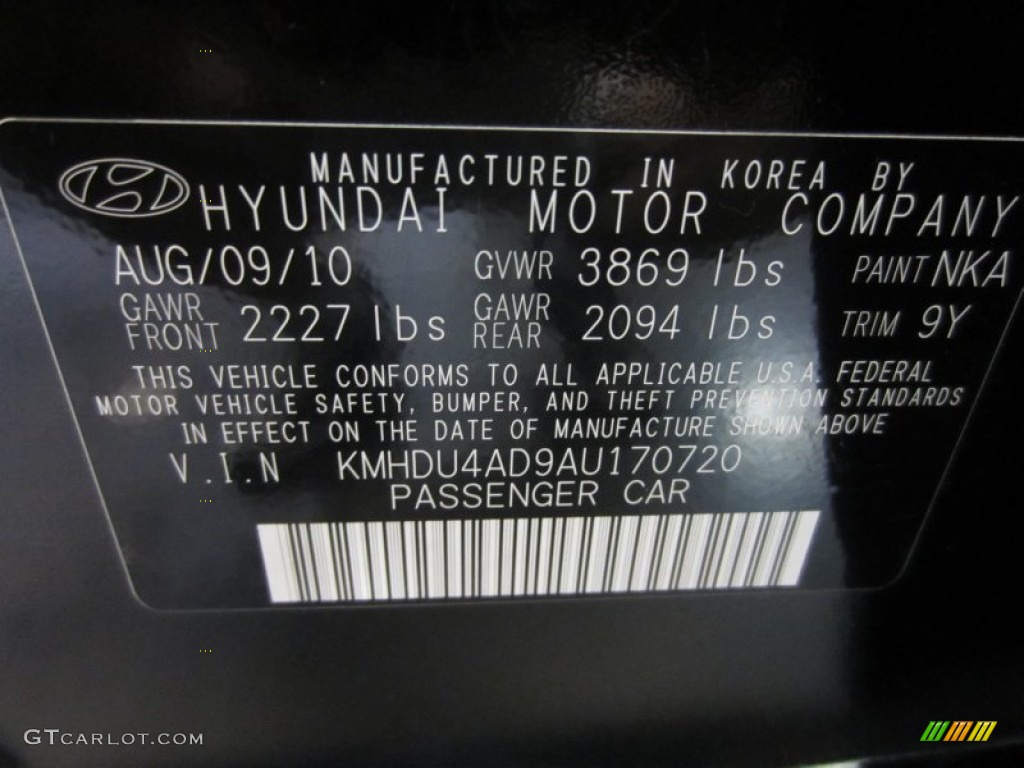 MANUFACTURED IN KOREA BY
HYUNDAI MOTOR COMPANY
AUG/09/10 GVWR 3869 lbs PAINT NKA
GAWR FRONT 2227 lbs GAWR REAR 2094 lbs TRIM 9Y
THIS VEHICLE CONFORMS TO ALL APPLICABLE U.S.A. FEDERAL
MOTOR VEHICLE SAFETY, BUMPER, AND THEFT PREVENTION STANDARDS
IN EFFECT ON THE DATE OF MANUFACTURE SHOWN ABOVE
V.I.N KMHDU4AD9AU170720
PASSENGER CAR
GTCARLOT.COM